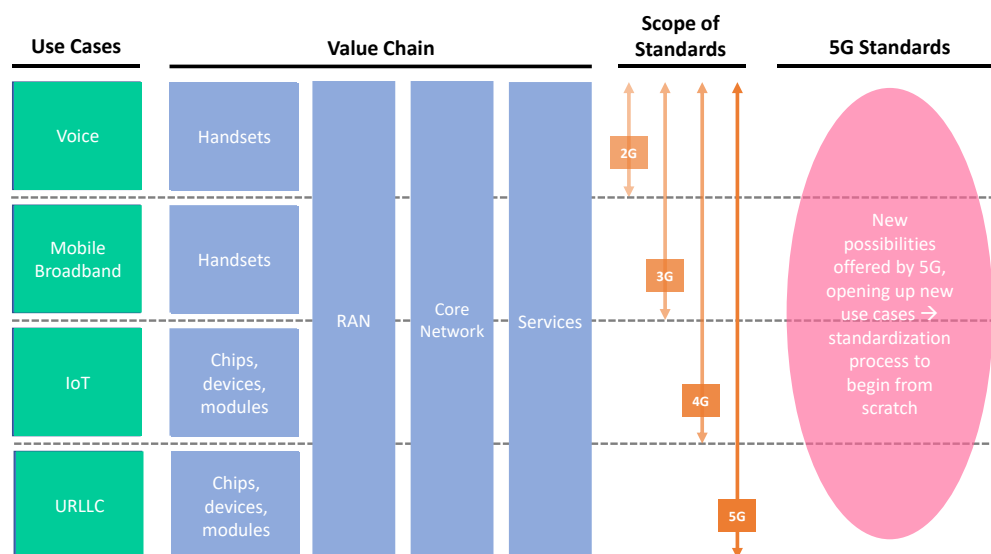 Use Cases
Value Chain
Scope of
Standards
5G Standards
Voice
Handsets
2G
Mobile
Broadband
Handsets
3G
RAN
Core
Network
Services
New
possibilities
offered by 5G,
opening up new
use cases →
standardization
process to
begin from
scratch
IoT
Chips,
devices,
modules
4G
URLLC
Chips,
devices,
modules
5G